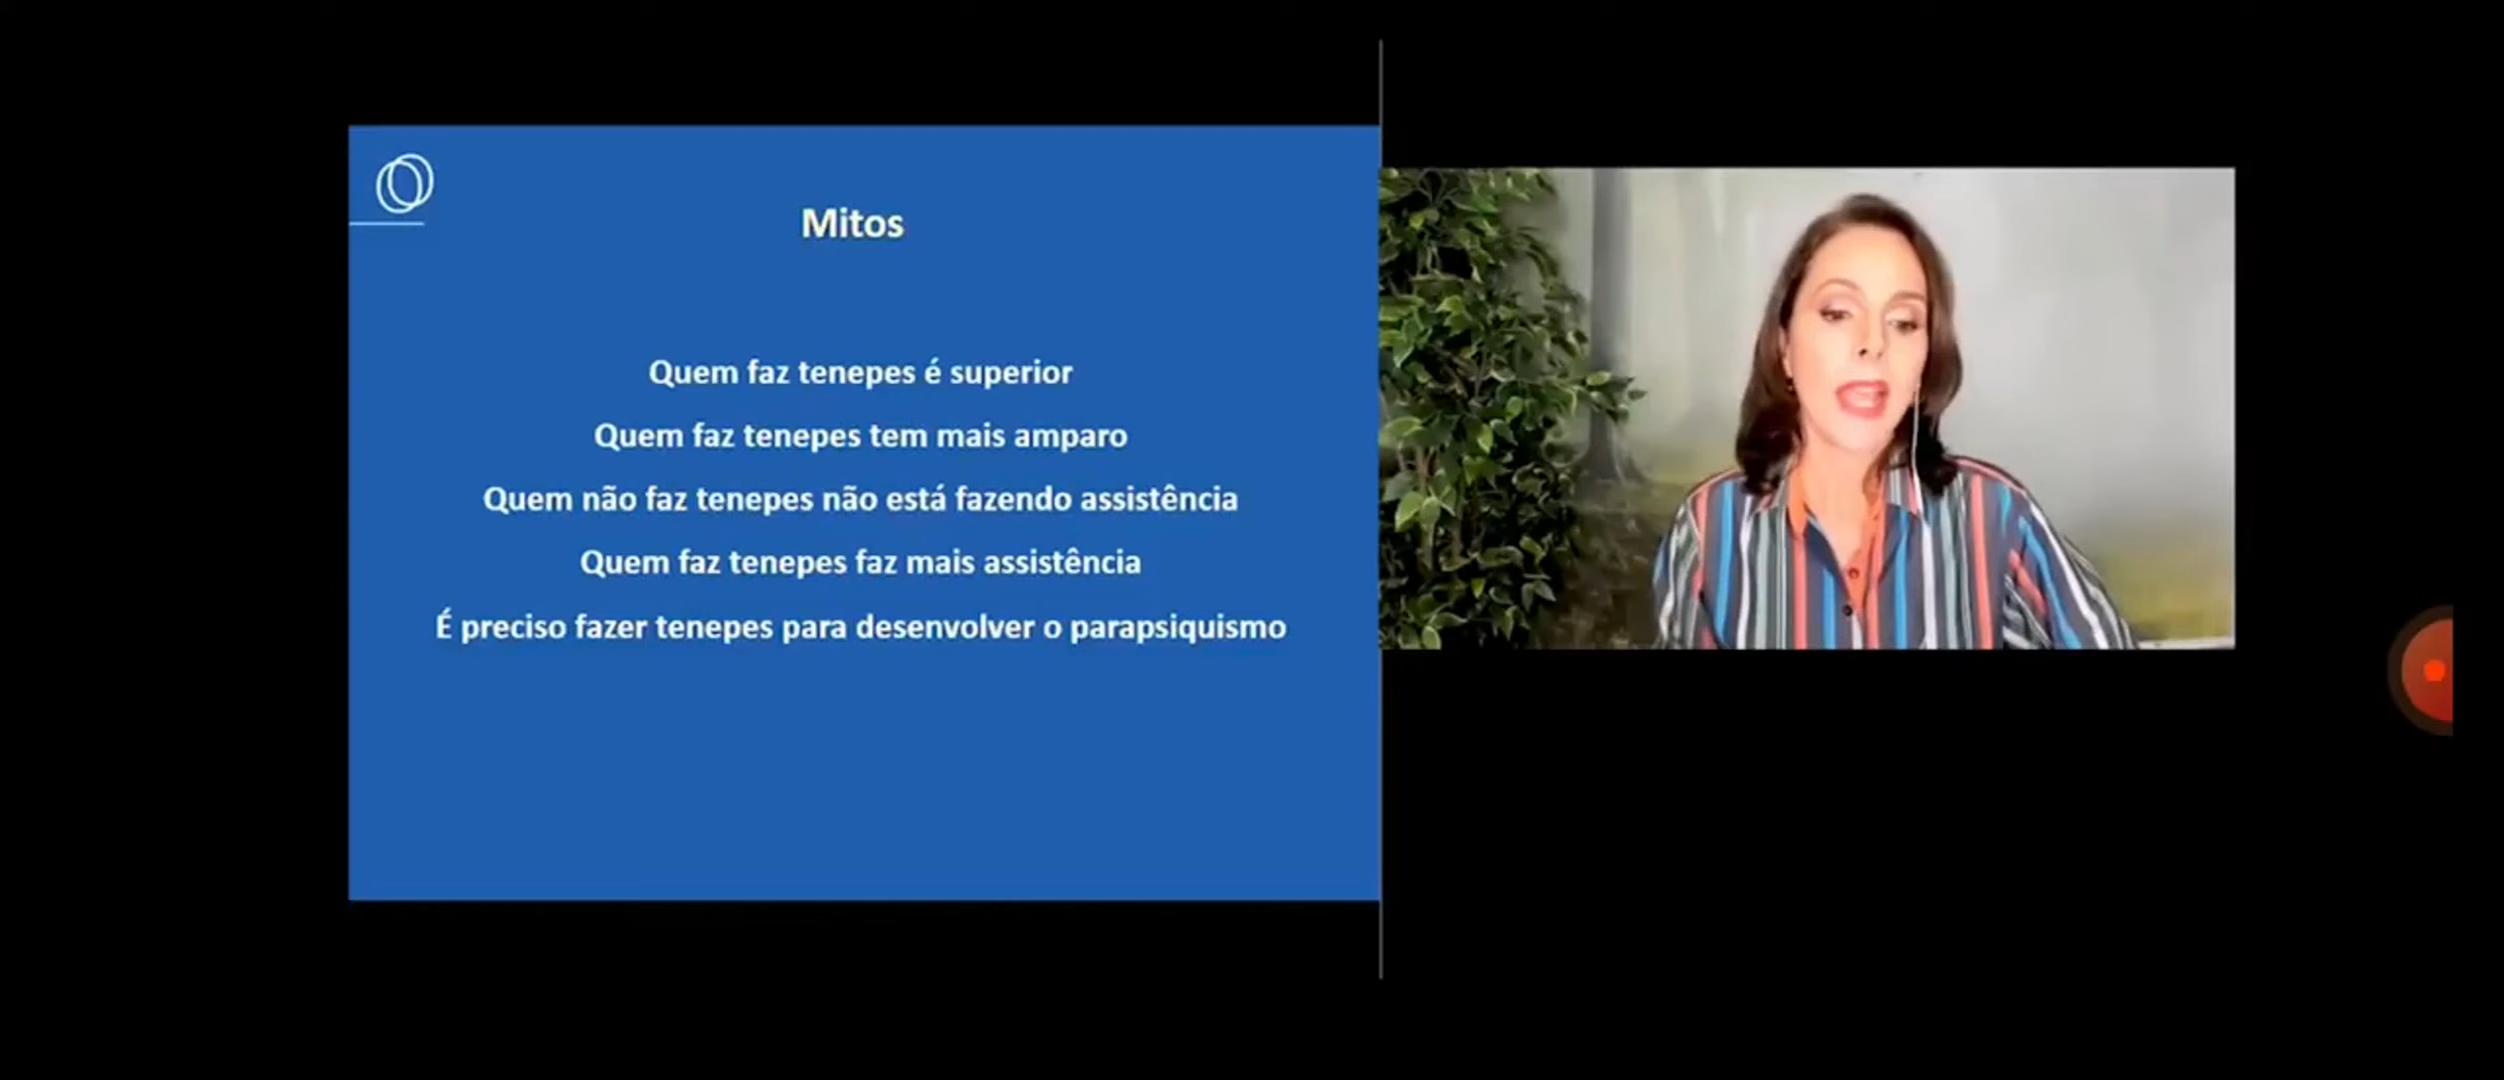 Mitos
Quem faz tenepes é superior
Quem faz tenepes tem mais amparo
Quem não faz tenepes não está fazendo assistência
Quem faz tenepes faz mais assistência
É preciso fazer tenepes para desenvolver o parapsiquismo